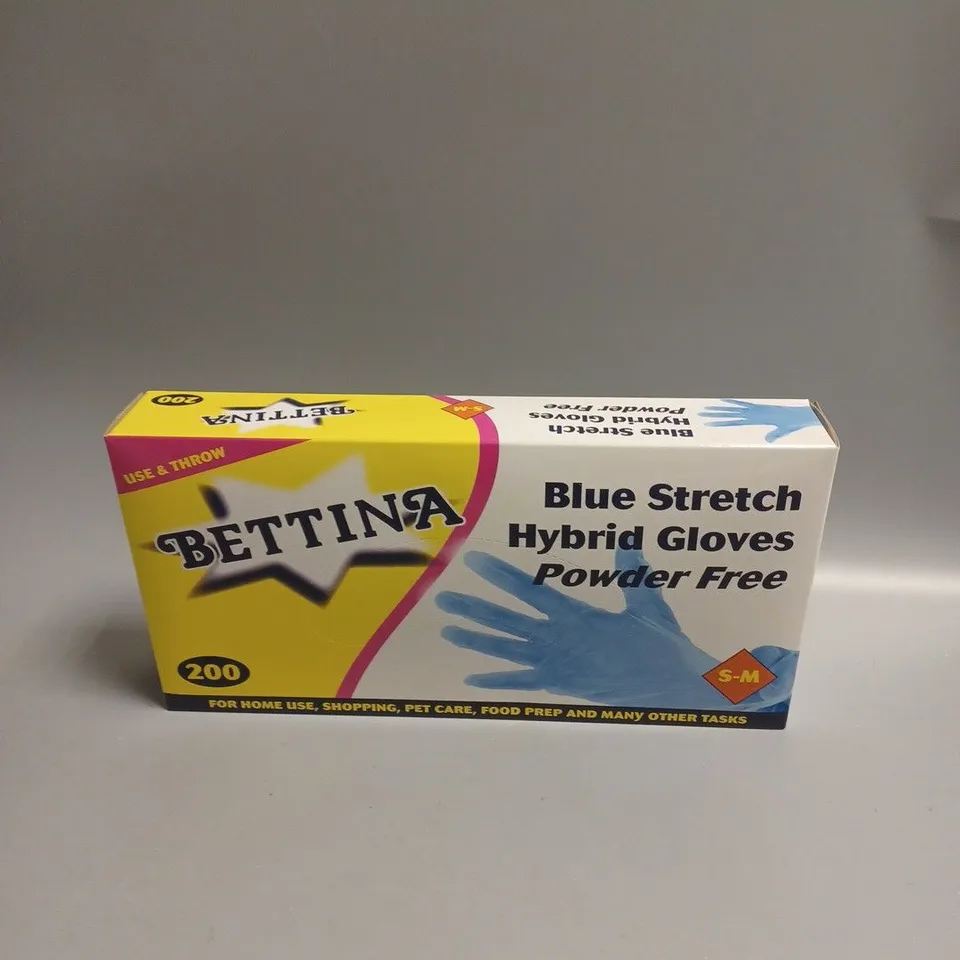 200
BETTINA
S-M
Blue Stretch
Hybrid Gloves
Powder Free
USE & THROW
BETTINA
Blue Stretch
Hybrid Gloves
Powder Free
200
S-M
FOR HOME USE, SHOPPING, PET CARE, FOOD PREP AND MANY OTHER TASKS